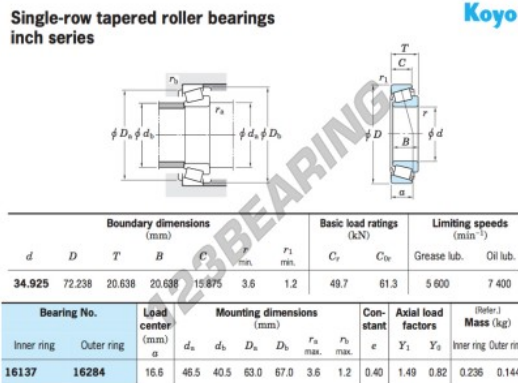 Single-row tapered roller bearings
inch series
Koyo
T
C
r1
rb
ra
r
φ Da φ db
φ da φ Db
φ D
B
φ d
a
123BEARING
Boundary dimensions
(mm)
Basic load ratings
(kN)
Limiting speeds
(min⁻¹)
d D T B C r min. r1 min. Cr C0r Grease lub. Oil lub.
34.925 72.238 20.638 20.638 15.875 3.6 1.2 49.7 61.3 5 600 7 400
Bearing No.
Load center (mm) a
Mounting dimensions
(mm)
Constant e
Axial load factors
(Refer.)
Mass (kg)
Inner ring Outer ring da db Da Db ra max. rb max. Y1 Y0 Inner ring Outer rin
16137 16284 16.6 46.5 40.5 63.0 67.0 3.6 1.2 0.40 1.49 0.82 0.236 0.144